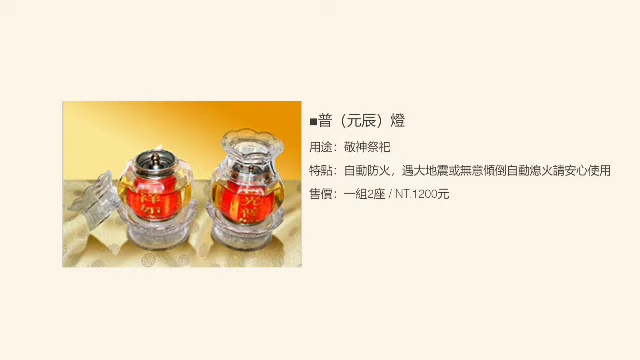 ■普（元辰）燈
用途：敬神祭祀
特點：自動防火，遇大地震或無意傾倒自動熄火請安心使用
售價：一組2座 / NT.1200元
祥
光